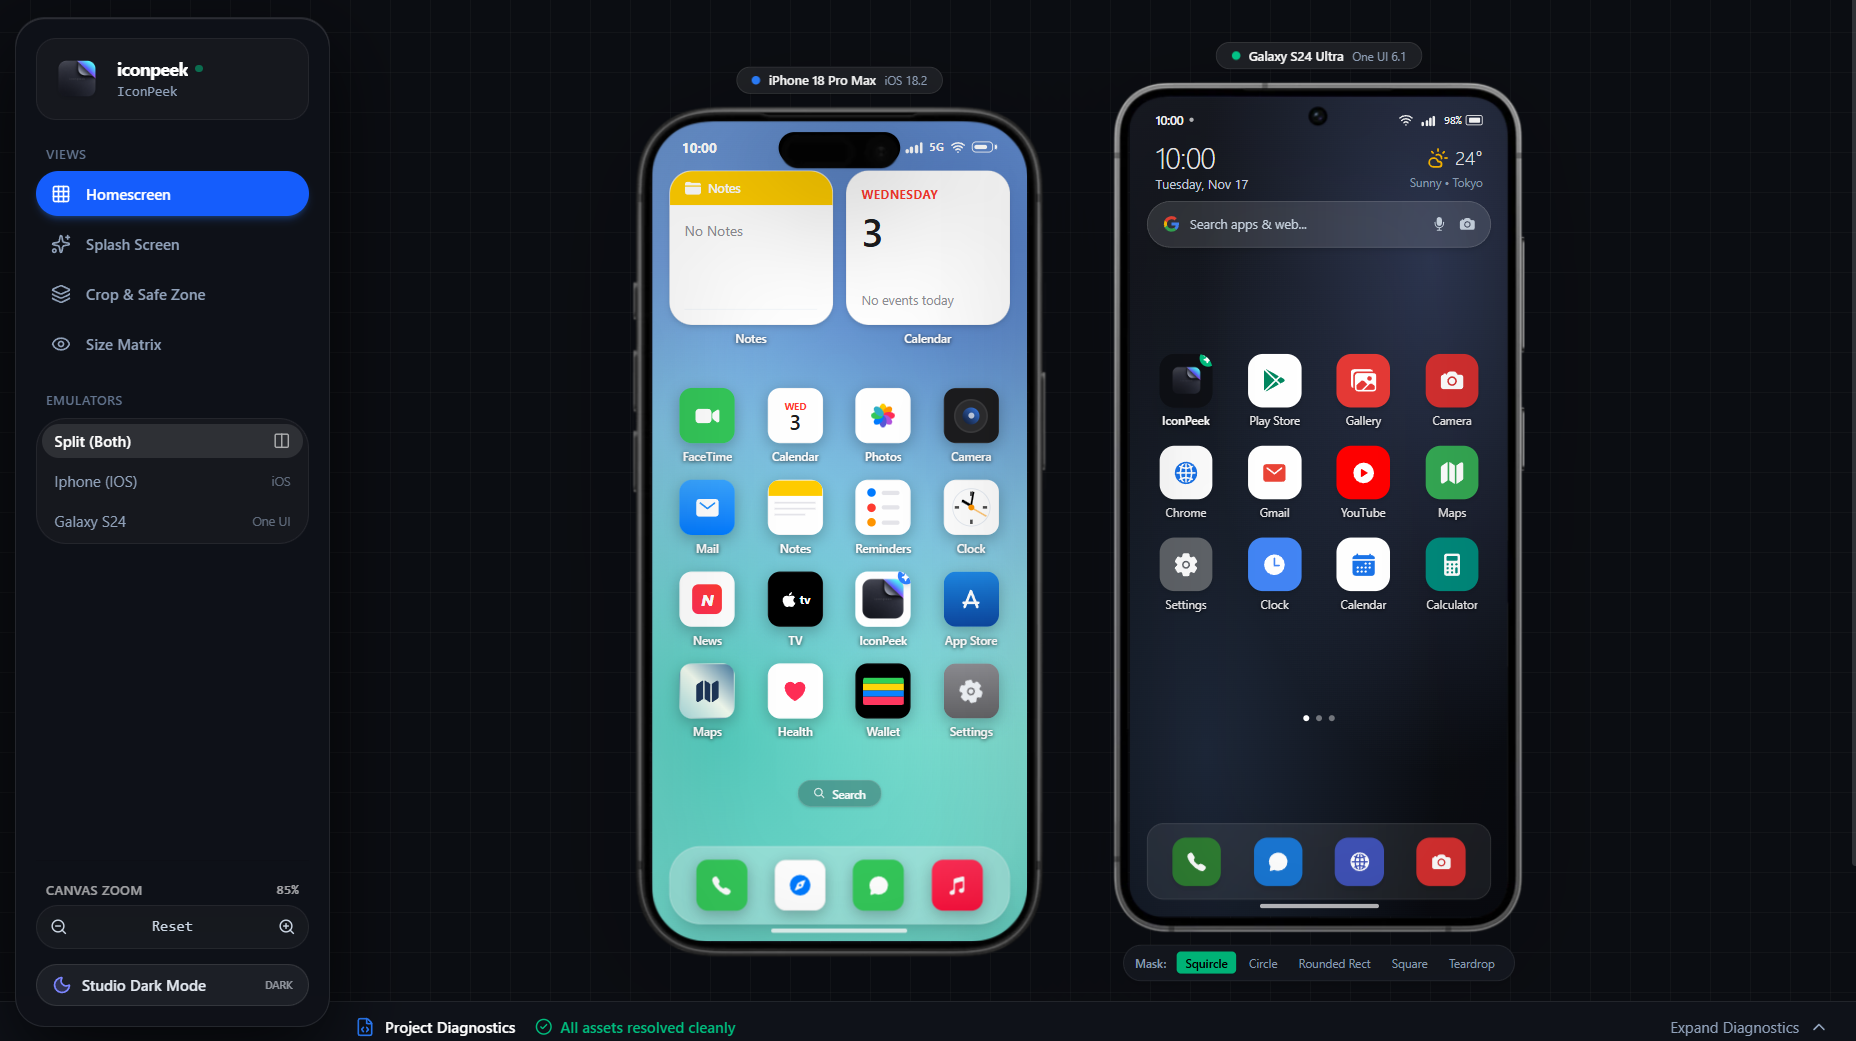 iconpeek
IconPeek
VIEWS
Homescreen
Splash Screen
Crop & Safe Zone
Size Matrix
EMULATORS
Split (Both)
Iphone (IOS) iOS
Galaxy S24 One UI
CANVAS ZOOM 85%
Reset
Studio Dark Mode DARK
iPhone 18 Pro Max iOS 18.2
10:00 5G
Notes
No Notes
Notes
WEDNESDAY
3
No events today
Calendar
WED
3
FaceTime Calendar Photos Camera
Mail Notes Reminders Clock
N
tv
News TV IconPeek App Store
Maps Health Wallet Settings
Search
Galaxy S24 Ultra One UI 6.1
10:00 98%
10:00 24°
Tuesday, Nov 17 Sunny • Tokyo
G Search apps & web...
IconPeek Play Store Gallery Camera
Chrome Gmail YouTube Maps
Settings Clock Calendar Calculator
Mask: Squircle Circle Rounded Rect Square Teardrop
Project Diagnostics All assets resolved cleanly Expand Diagnostics